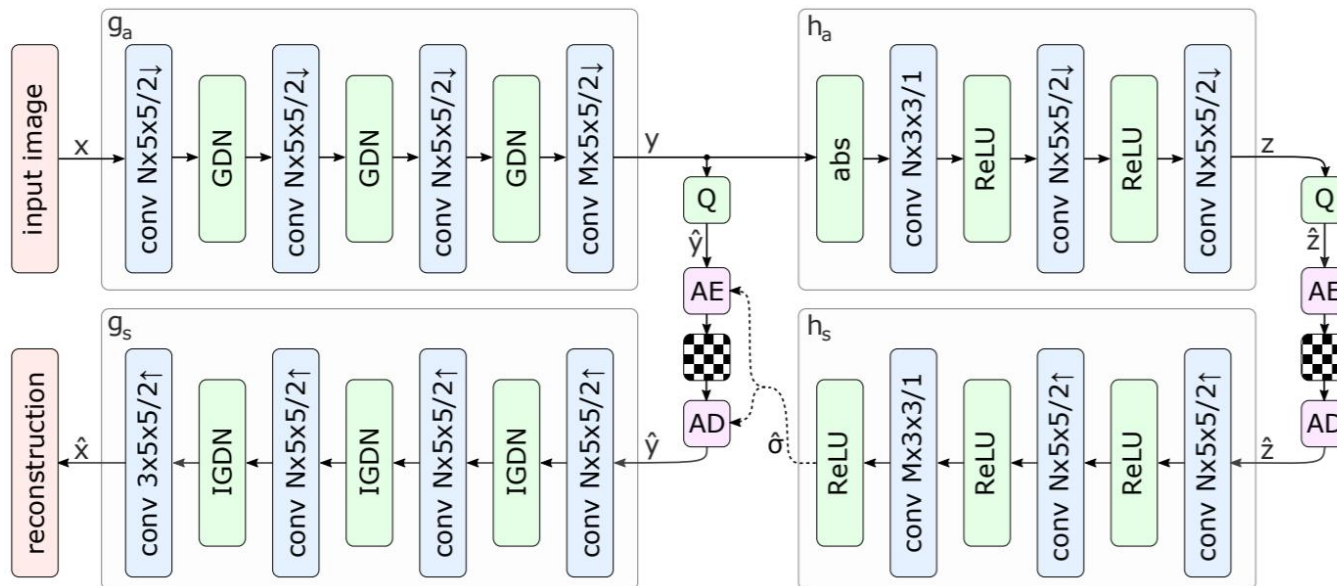 g_a
input image
x
conv Nx5x5/2↓
GDN
conv Nx5x5/2↓
GDN
conv Nx5x5/2↓
GDN
conv Mx5x5/2↓
y
Q
ŷ
AE
AD
ŷ
h_a
abs
conv Nx3x3/1
ReLU
conv Nx5x5/2↓
ReLU
conv Nx5x5/2↓
z
Q
ẑ
AE
AD
ẑ
g_s
reconstruction
x̂
conv 3x5x5/2↑
IGDN
conv Nx5x5/2↑
IGDN
conv Nx5x5/2↑
IGDN
conv Nx5x5/2↑
h_s
σ̂
ReLU
conv Mx3x3/1
ReLU
conv Nx5x5/2↑
ReLU
conv Nx5x5/2↑